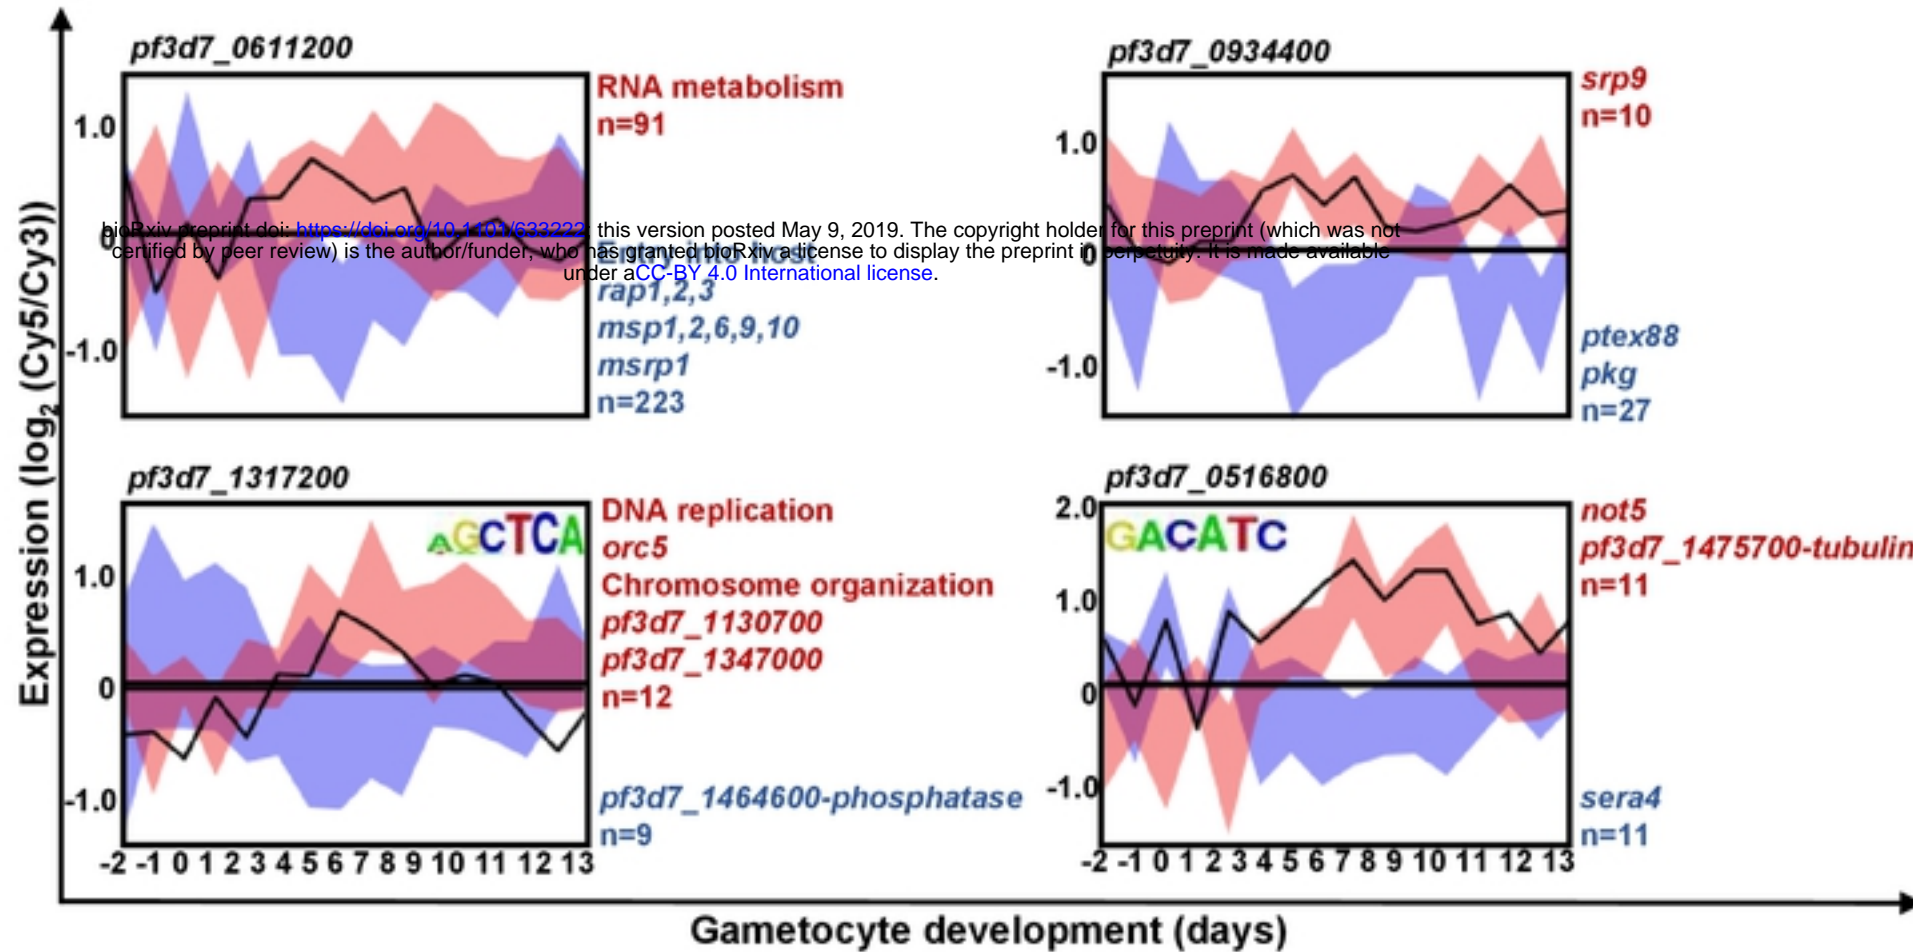 pf3d7_0611200
RNA metabolism
n=91
1.0
0
-1.0
Entry into host
rap1,2,3
msp1,2,6,9,10
msrp1
n=223
pf3d7_0934400
srp9
n=10
1.0
0
-1.0
ptex88
pkg
n=27
bioRxiv preprint doi: https://doi.org/10.1101/633222; this version posted May 9, 2019. The copyright holder for this preprint (which was not
certified by peer review) is the author/funder, who has granted bioRxiv a license to display the preprint in perpetuity. It is made available
under aCC-BY 4.0 International license.
Expression (log2 (Cy5/Cy3))
pf3d7_1317200
AGCTCA
DNA replication
orc5
Chromosome organization
pf3d7_1130700
pf3d7_1347000
n=12
1.0
0
-1.0
pf3d7_1464600-phosphatase
n=9
-2 -1 0 1 2 3 4 5 6 7 8 9 10 11 12 13
pf3d7_0516800
GACATC
not5
pf3d7_1475700-tubulin
n=11
2.0
1.0
0
-1.0
sera4
n=11
-2 -1 0 1 2 3 4 5 6 7 8 9 10 11 12 13
Gametocyte development (days)